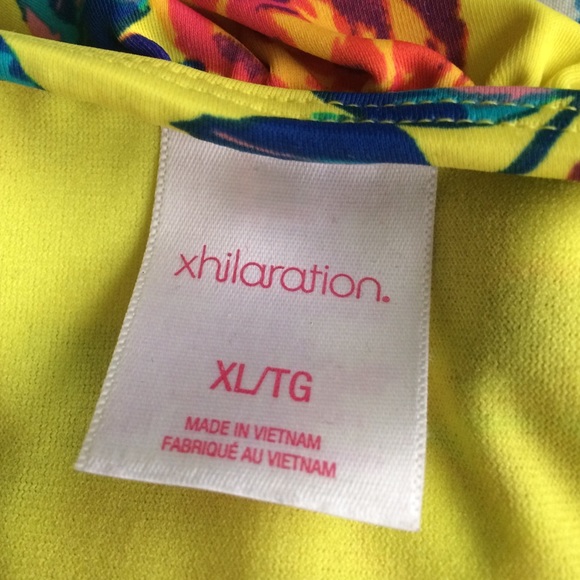 xhilaration.
XL/TG
MADE IN VIETNAM
FABRIQUÉ AU VIETNAM